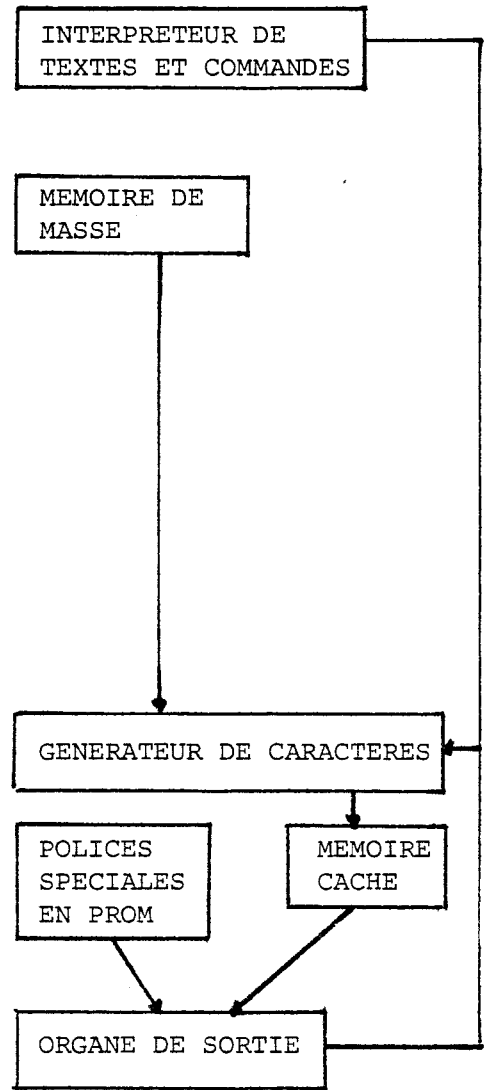 INTERPRETEUR DE
TEXTES ET COMMANDES
MEMOIRE DE
MASSE
GENERATEUR DE CARACTERES
POLICES
SPECIALES
EN PROM
MEMOIRE
CACHE
ORGANE DE SORTIE